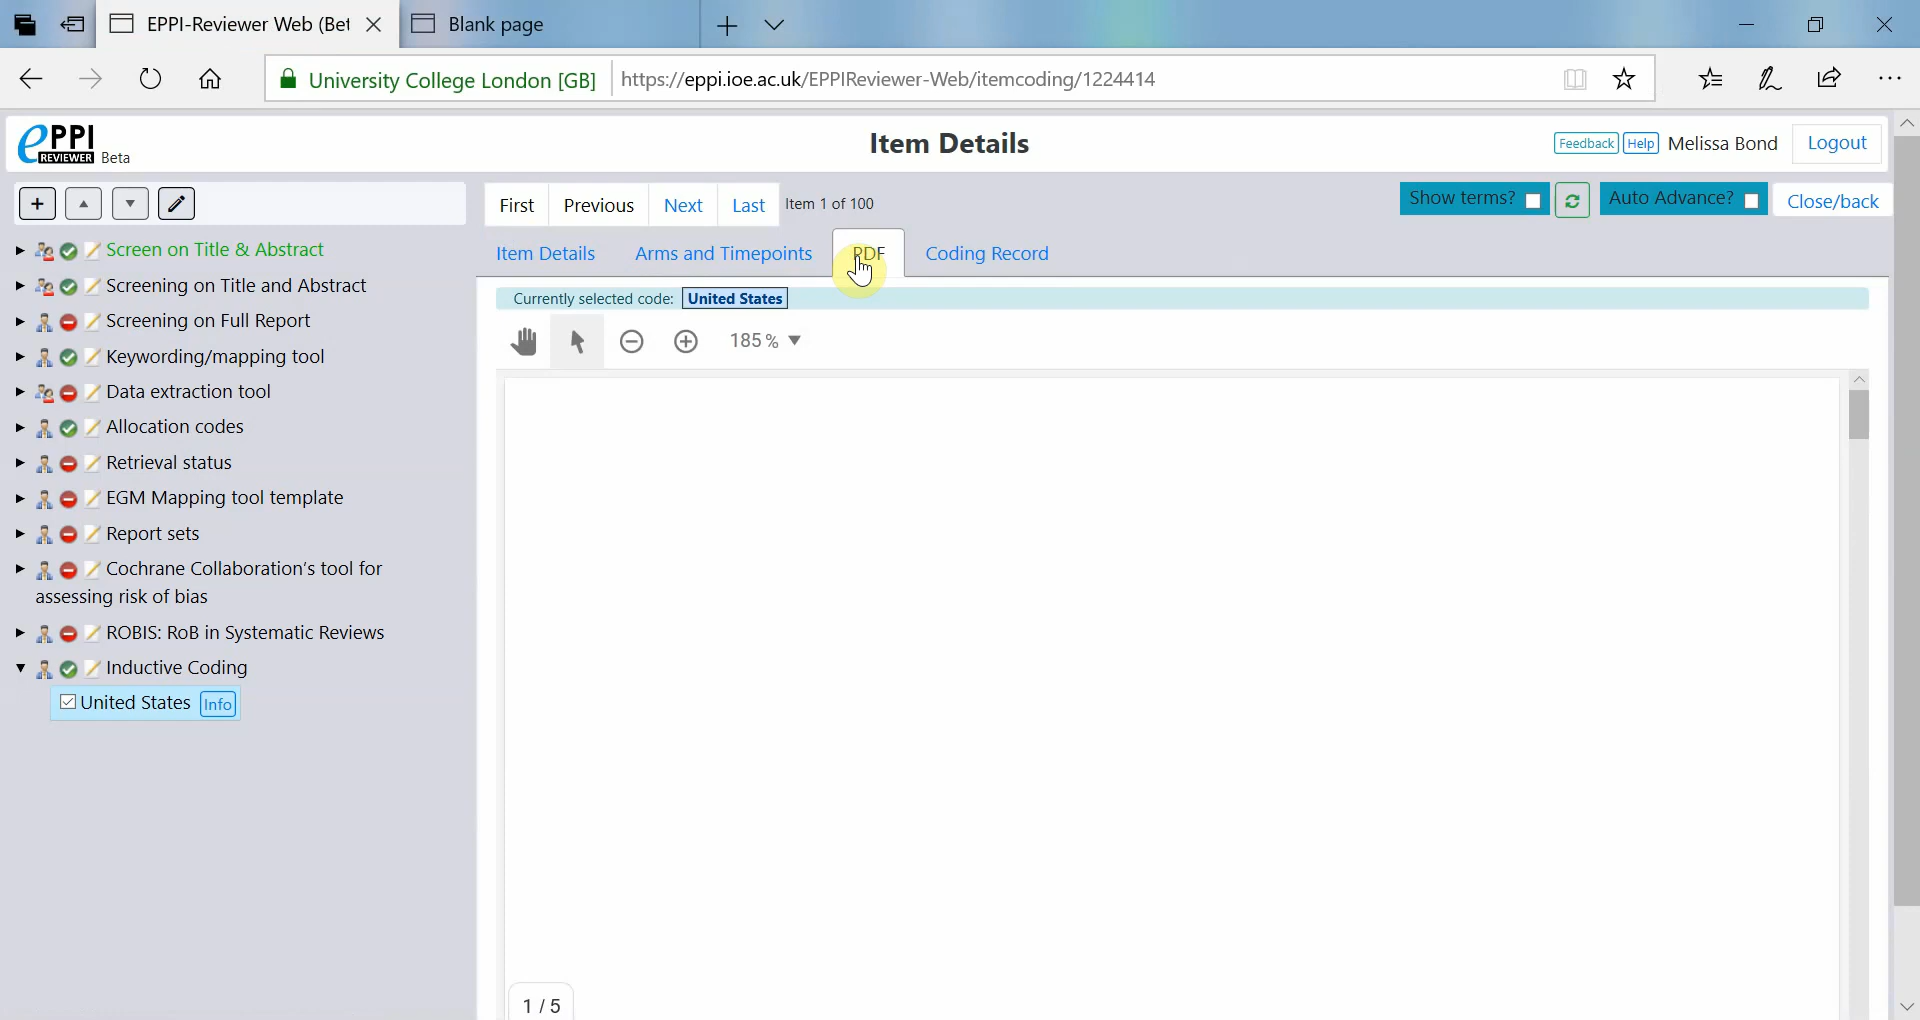 EPPI-Reviewer Web (Bet
Blank page
University College London [GB]
https://eppi.ioe.ac.uk/EPPIReviewer-Web/itemcoding/1224414
ePPI
REVIEWER Beta
Item Details
Feedback Help Melissa Bond Logout
First Previous Next Last Item 1 of 100 Show terms? Auto Advance? Close/back
Item Details Arms and Timepoints PDF Coding Record
Currently selected code: United States
185 %
Screen on Title & Abstract
Screening on Title and Abstract
Screening on Full Report
Keywording/mapping tool
Data extraction tool
Allocation codes
Retrieval status
EGM Mapping tool template
Report sets
Cochrane Collaboration's tool for
assessing risk of bias
ROBIS: RoB in Systematic Reviews
Inductive Coding
United States Info
1 / 5